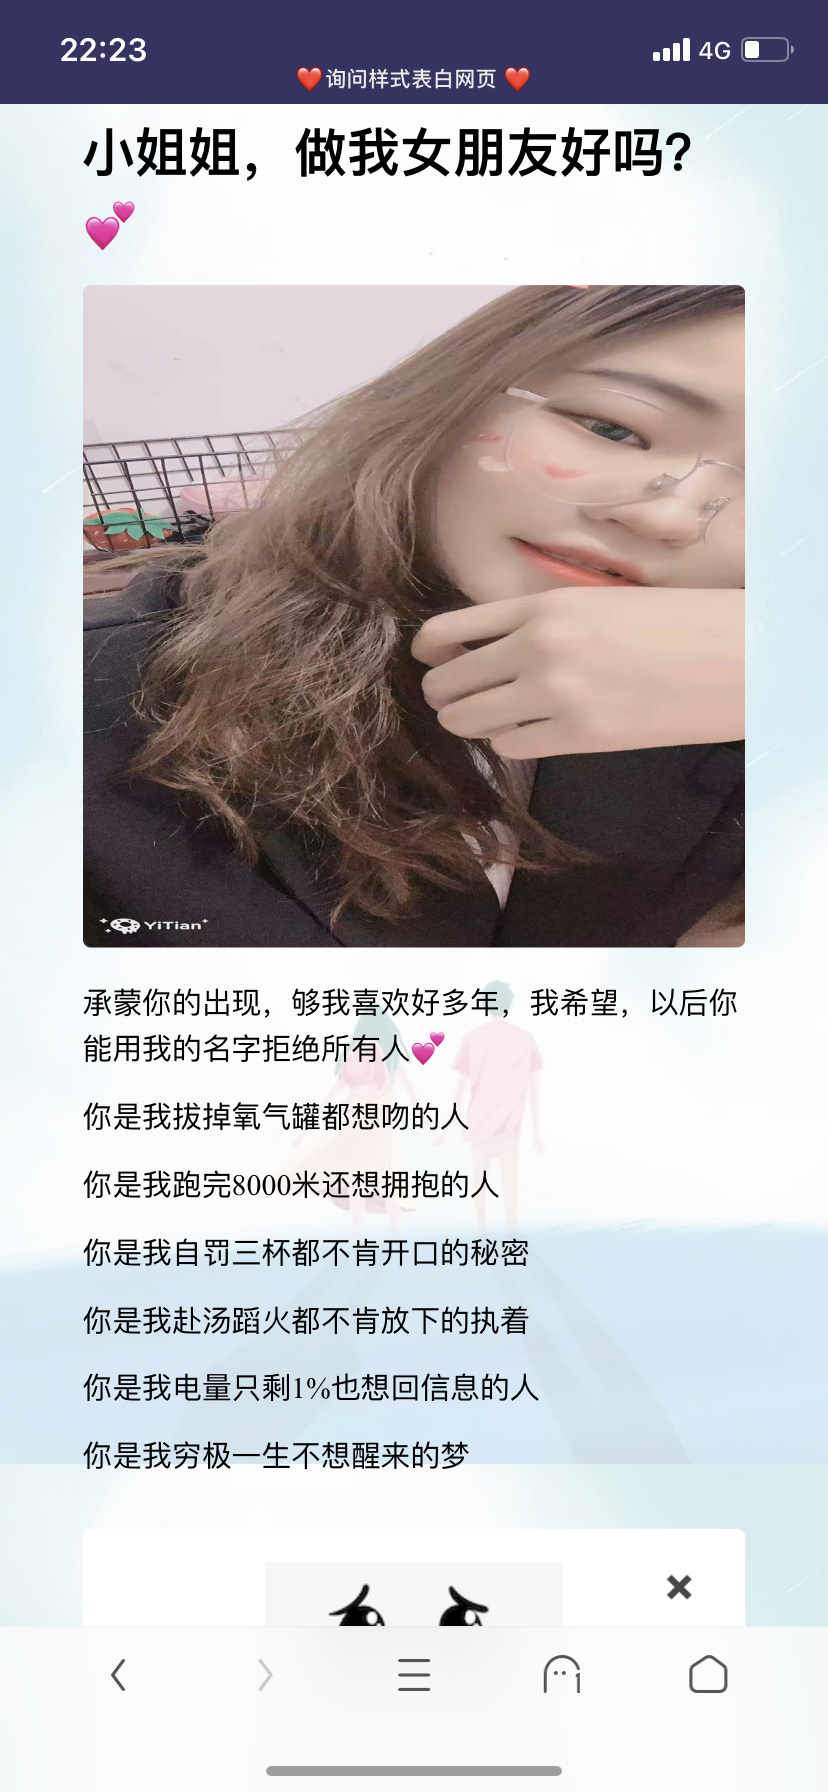 22:23
4G
❤️询问样式表白网页 ❤️
小姐姐，做我女朋友好吗？
💕
YiTian
承蒙你的出现，够我喜欢好多年，我希望，以后你
能用我的名字拒绝所有人💕
你是我拔掉氧气罐都想吻的人
你是我跑完8000米还想拥抱的人
你是我自罚三杯都不肯开口的秘密
你是我赴汤蹈火都不肯放下的执着
你是我电量只剩1%也想回信息的人
你是我穷极一生不想醒来的梦
1